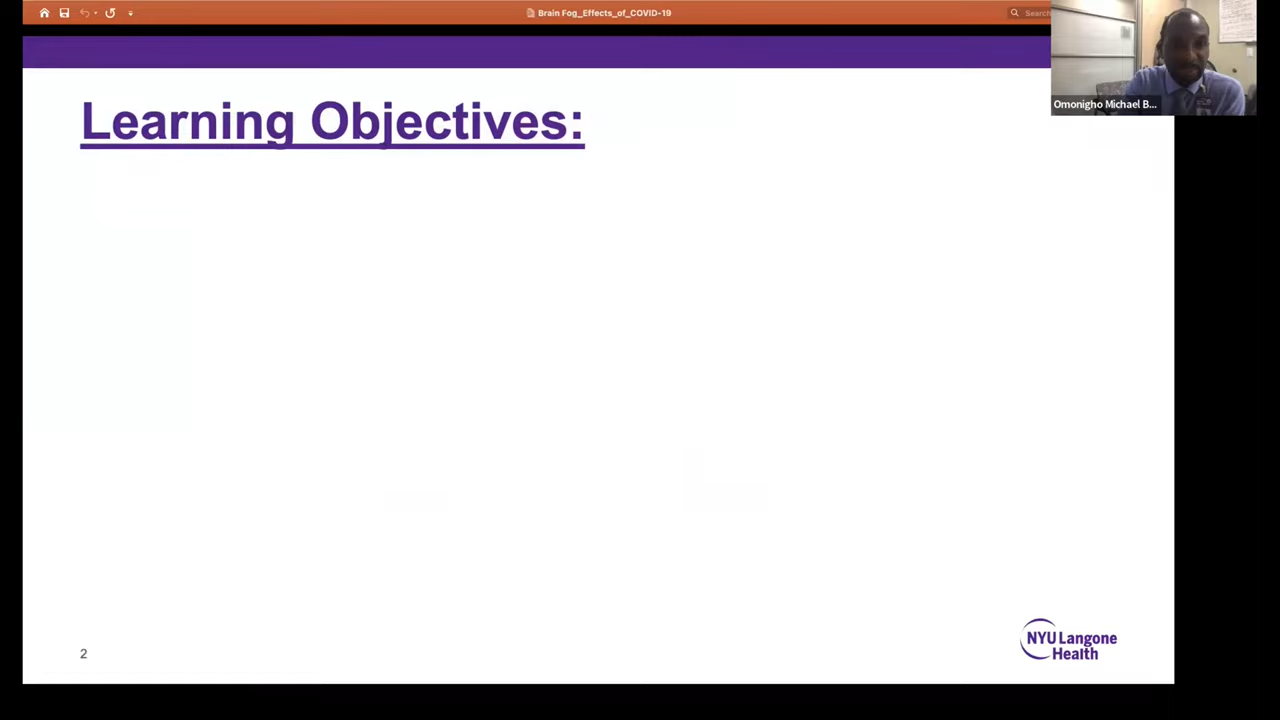 Brain Fog_Effects_of_COVID-19
Search
Omonigho Michael B...
Learning Objectives:
2
NYU Langone
Health